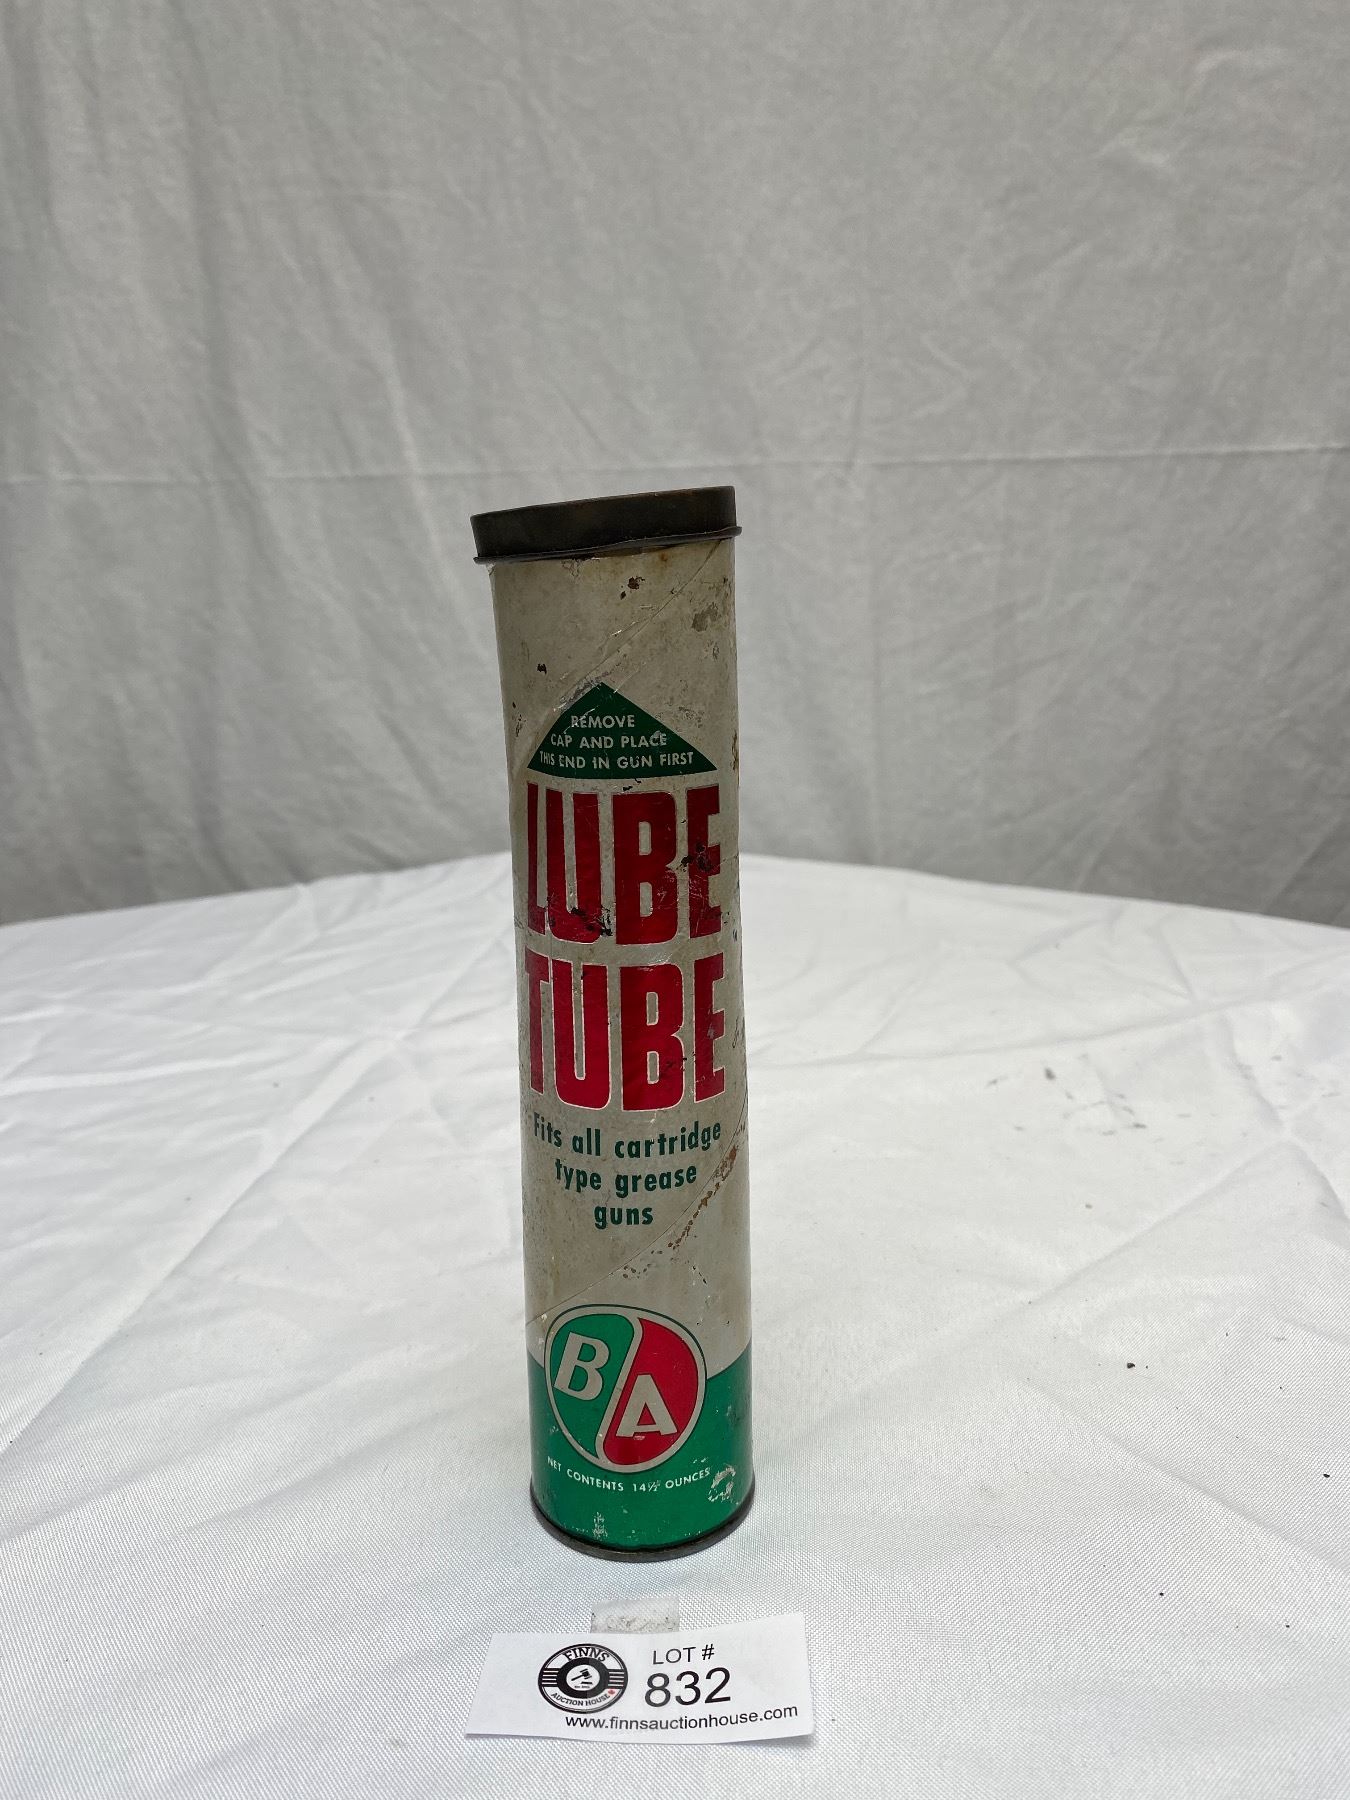 REMOVE
CAP AND PLACE
THIS END IN GUN FIRST
LUBE
TUBE
Fits all cartridge
type grease
guns
B A
NET CONTENTS 14½ OUNCES
FINNS
AUCTION HOUSE
LOT #
832
www.finnsauctionhouse.com